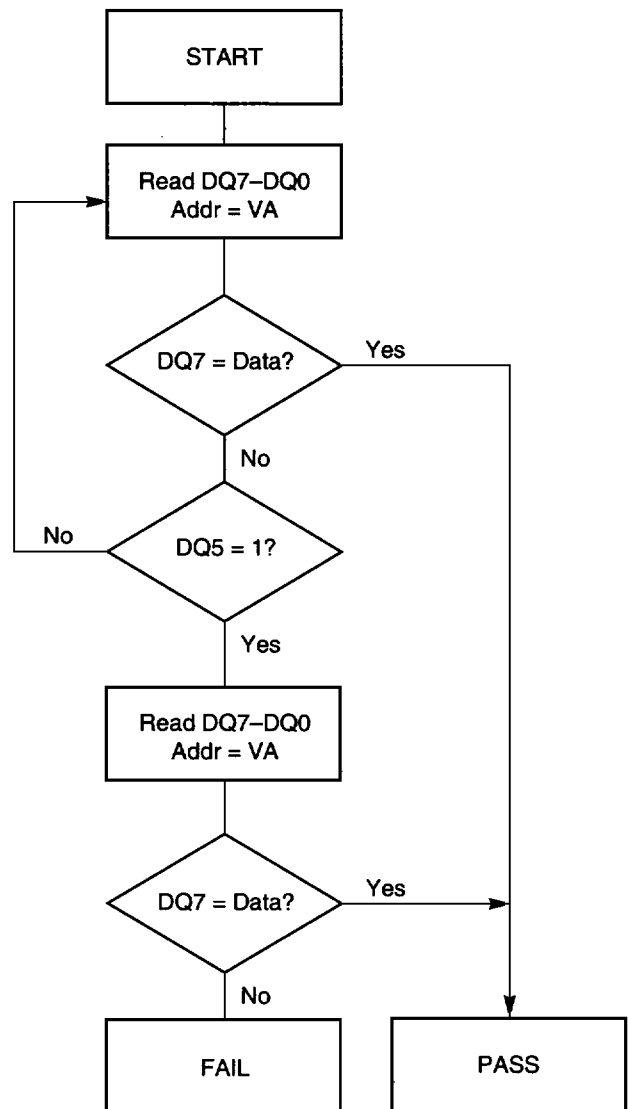 START
Read DQ7–DQ0
Addr = VA
DQ7 = Data?
Yes
No
DQ5 = 1?
No
Yes
Read DQ7–DQ0
Addr = VA
DQ7 = Data?
Yes
No
FAIL
PASS